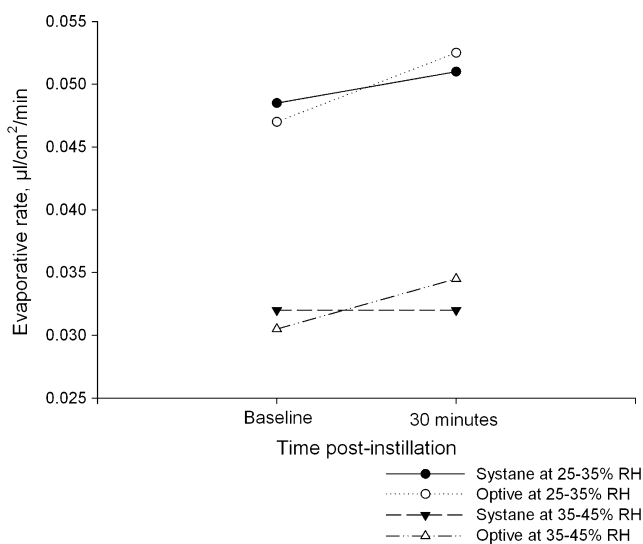 0.055
0.050
0.045
0.040
0.035
0.030
0.025
Evaporative rate, µl/cm²/min
Baseline 30 minutes
Time post-instillation
Systane at 25-35% RH
Optive at 25-35% RH
Systane at 35-45% RH
Optive at 35-45% RH